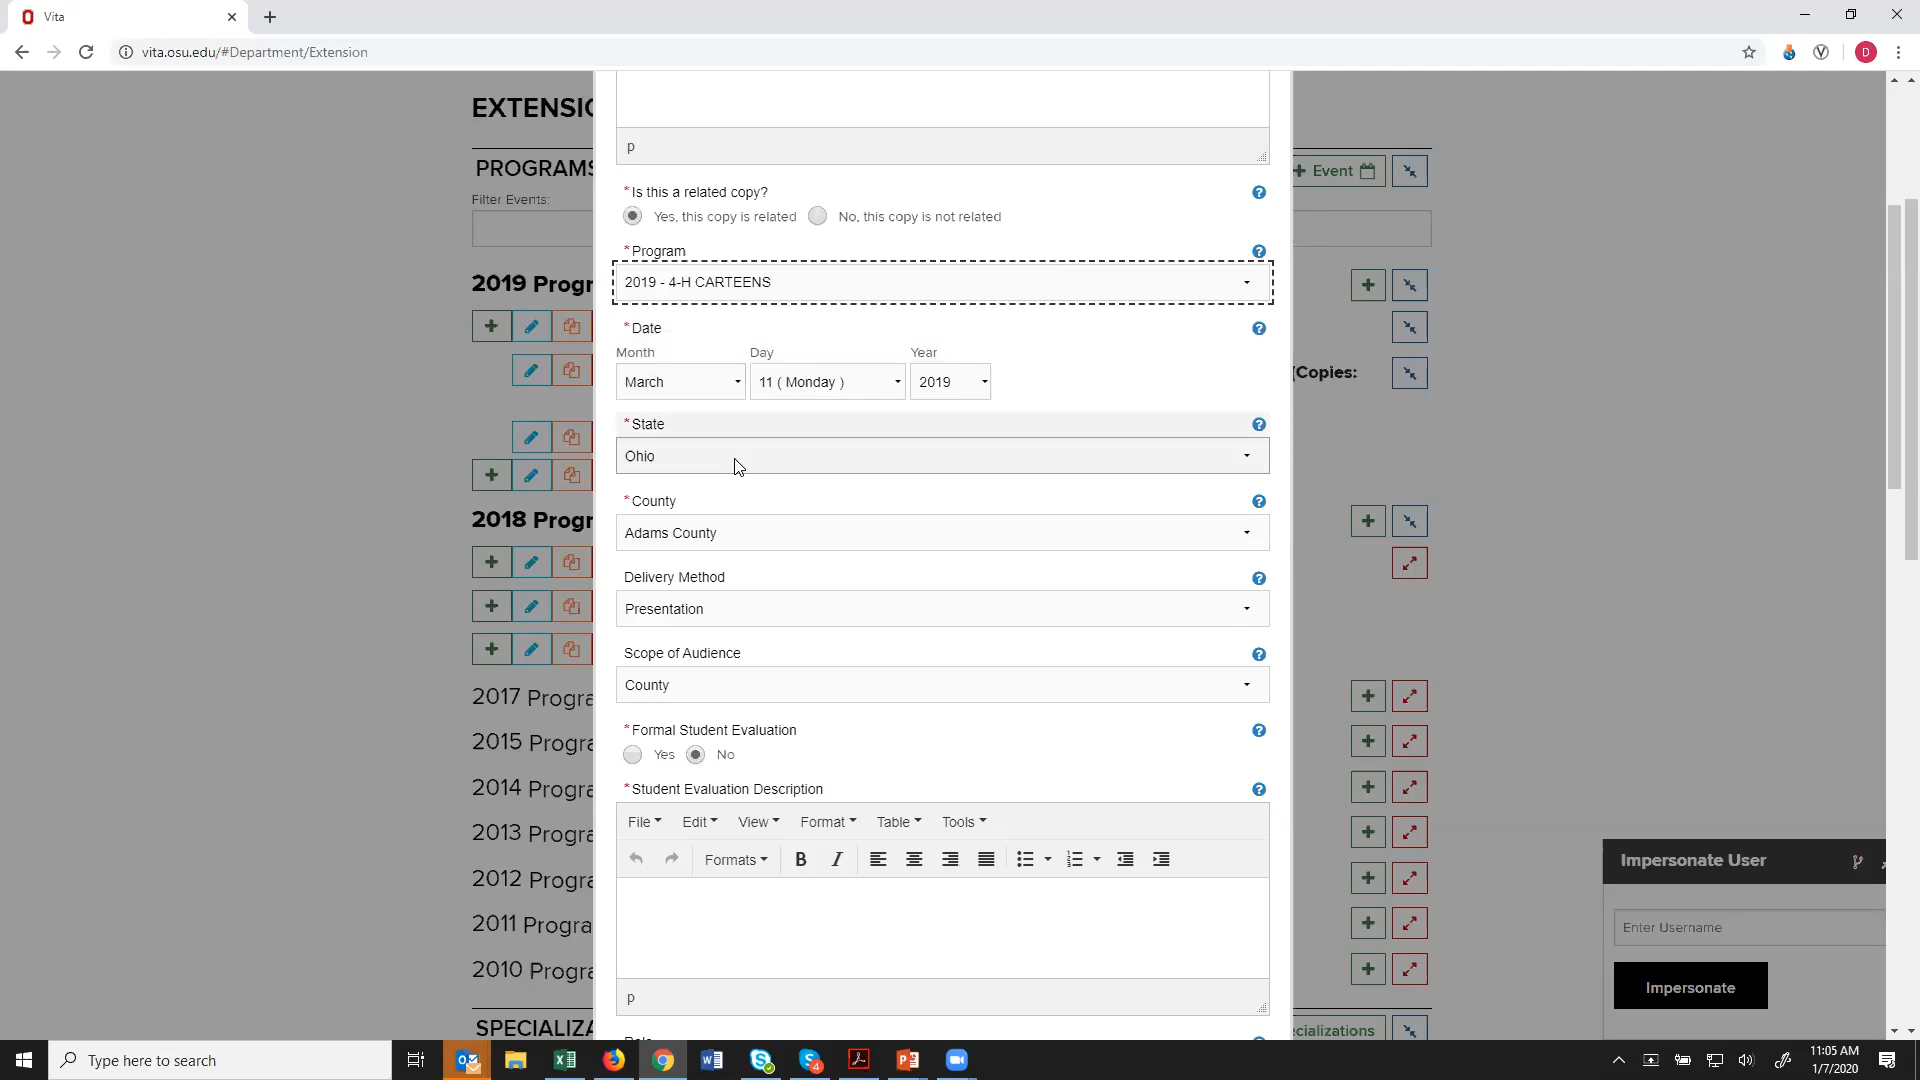 Vita
vita.osu.edu/#Department/Extension
D
EXTENSIO
PROGRAMS
Event
Filter Events:
p
*Is this a related copy?
Yes, this copy is related No, this copy is not related
*Program
2019 - 4-H CARTEENS
2019 Progr
*Date
Month Day Year
March 11 ( Monday ) 2019
(Copies:
*State
Ohio
*County
2018 Progr
Adams County
Delivery Method
Presentation
Scope of Audience
County
2017 Progra
*Formal Student Evaluation
Yes No
2015 Progra
*Student Evaluation Description
2014 Progra
File Edit View Format Table Tools
2013 Progra
Formats B I
2012 Progra
2011 Progra
2010 Progra
p
Impersonate User
Enter Username
Impersonate
SPECIALIZA
ecializations
Type here to search
4
11:05 AM
1/7/2020